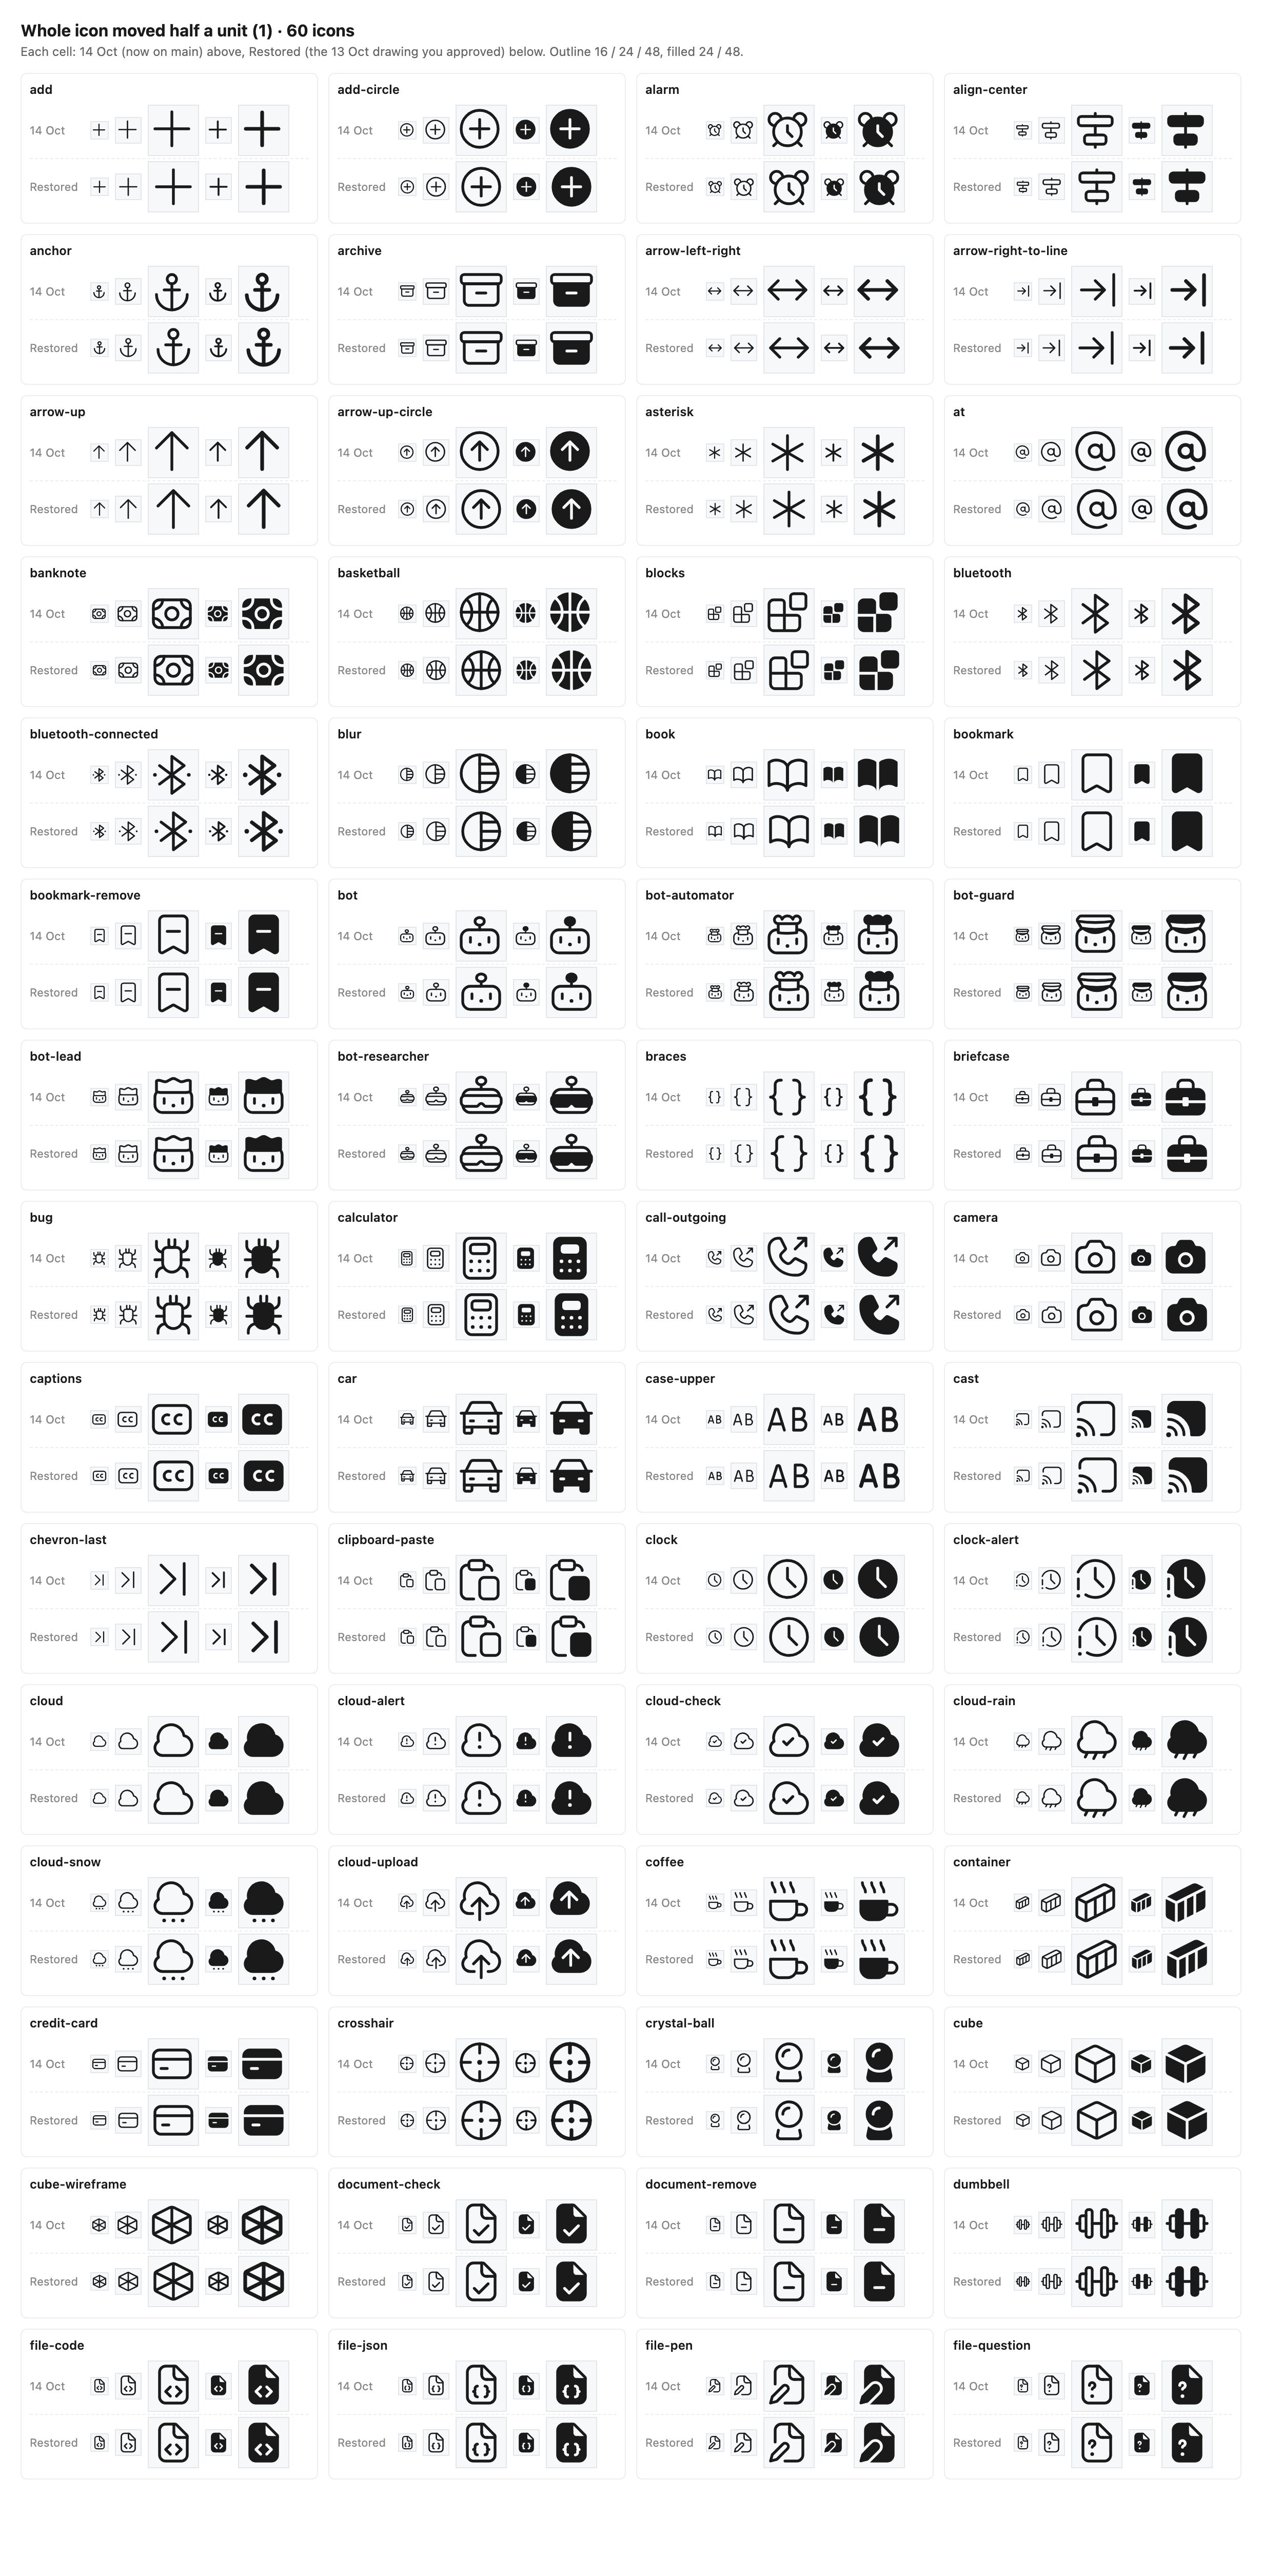 Whole icon moved half a unit (1) · 60 icons
Each cell: 14 Oct (now on main) above, Restored (the 13 Oct drawing you approved) below. Outline 16 / 24 / 48, filled 24 / 48.
add
14 Oct
Restored
add-circle
14 Oct
Restored
alarm
14 Oct
Restored
align-center
14 Oct
Restored
anchor
14 Oct
Restored
archive
14 Oct
Restored
arrow-left-right
14 Oct
Restored
arrow-right-to-line
14 Oct
Restored
arrow-up
14 Oct
Restored
arrow-up-circle
14 Oct
Restored
asterisk
14 Oct
Restored
at
14 Oct
Restored
banknote
14 Oct
Restored
basketball
14 Oct
Restored
blocks
14 Oct
Restored
bluetooth
14 Oct
Restored
bluetooth-connected
14 Oct
Restored
blur
14 Oct
Restored
book
14 Oct
Restored
bookmark
14 Oct
Restored
bookmark-remove
14 Oct
Restored
bot
14 Oct
Restored
bot-automator
14 Oct
Restored
bot-guard
14 Oct
Restored
bot-lead
14 Oct
Restored
bot-researcher
14 Oct
Restored
braces
14 Oct
Restored
briefcase
14 Oct
Restored
bug
14 Oct
Restored
calculator
14 Oct
Restored
call-outgoing
14 Oct
Restored
camera
14 Oct
Restored
captions
14 Oct
Restored
car
14 Oct
Restored
case-upper
14 Oct
Restored
cast
14 Oct
Restored
chevron-last
14 Oct
Restored
clipboard-paste
14 Oct
Restored
clock
14 Oct
Restored
clock-alert
14 Oct
Restored
cloud
14 Oct
Restored
cloud-alert
14 Oct
Restored
cloud-check
14 Oct
Restored
cloud-rain
14 Oct
Restored
cloud-snow
14 Oct
Restored
cloud-upload
14 Oct
Restored
coffee
14 Oct
Restored
container
14 Oct
Restored
credit-card
14 Oct
Restored
crosshair
14 Oct
Restored
crystal-ball
14 Oct
Restored
cube
14 Oct
Restored
cube-wireframe
14 Oct
Restored
document-check
14 Oct
Restored
document-remove
14 Oct
Restored
dumbbell
14 Oct
Restored
file-code
14 Oct
Restored
file-json
14 Oct
Restored
file-pen
14 Oct
Restored
file-question
14 Oct
Restored